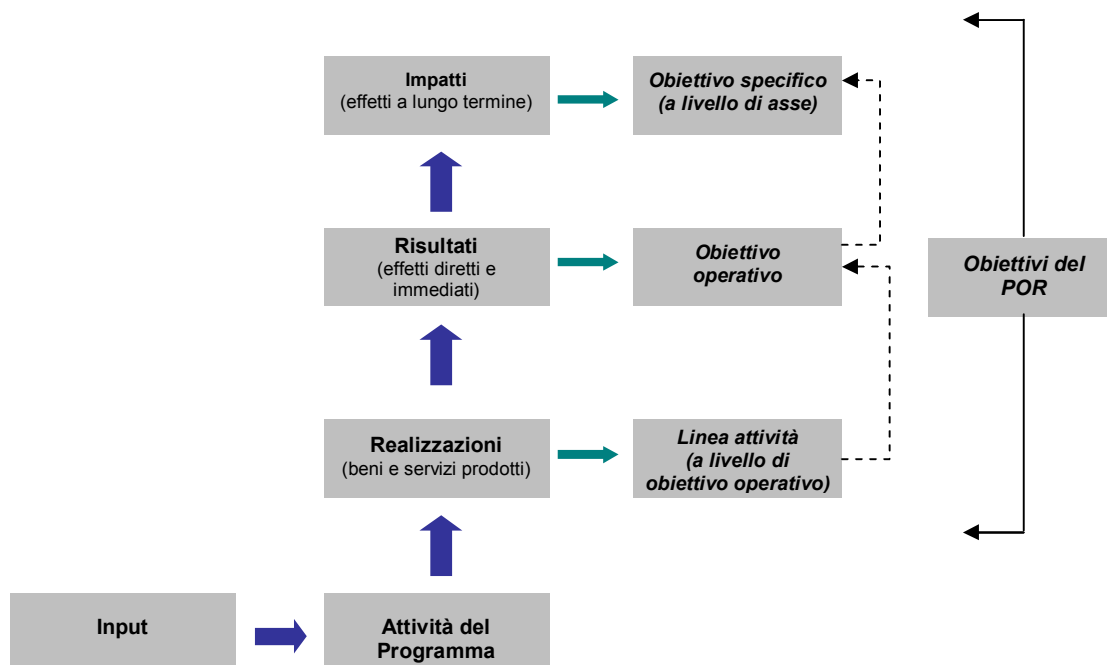 Impatti
(effetti a lungo termine)
Obiettivo specifico
(a livello di asse)
Risultati
(effetti diretti e
immediati)
Obiettivo
operativo
Obiettivi del
POR
Realizzazioni
(beni e servizi prodotti)
Linea attività
(a livello di
obiettivo operativo)
Input
Attività del
Programma